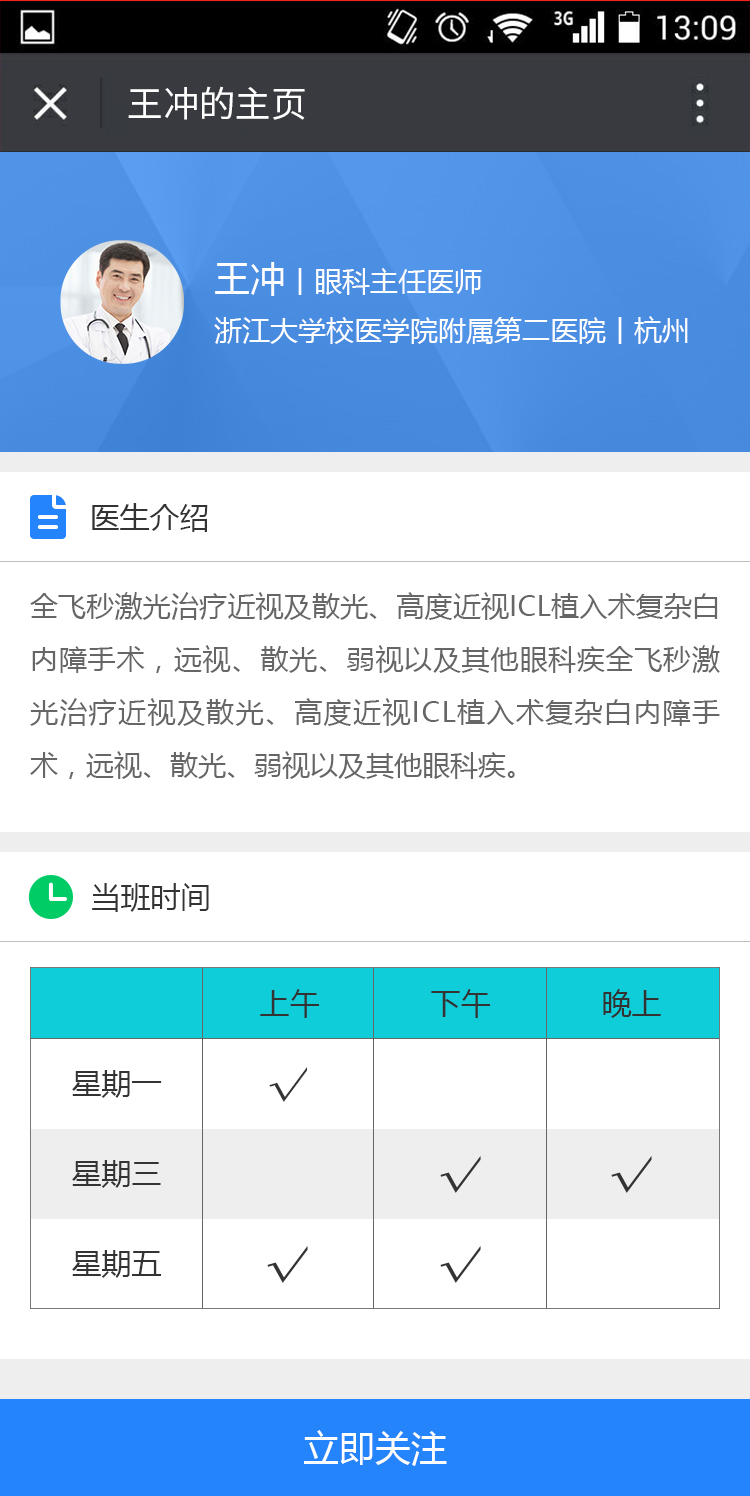 3G 13:09
王冲的主页
王冲 | 眼科主任医师
浙江大学校医学院附属第二医院 | 杭州
医生介绍
全飞秒激光治疗近视及散光、高度近视ICL植入术复杂白
内障手术，远视、散光、弱视以及其他眼科疾全飞秒激
光治疗近视及散光、高度近视ICL植入术复杂白内障手
术，远视、散光、弱视以及其他眼科疾。
当班时间
上午 下午 晚上
星期一 √
星期三 √ √
星期五 √ √
立即关注